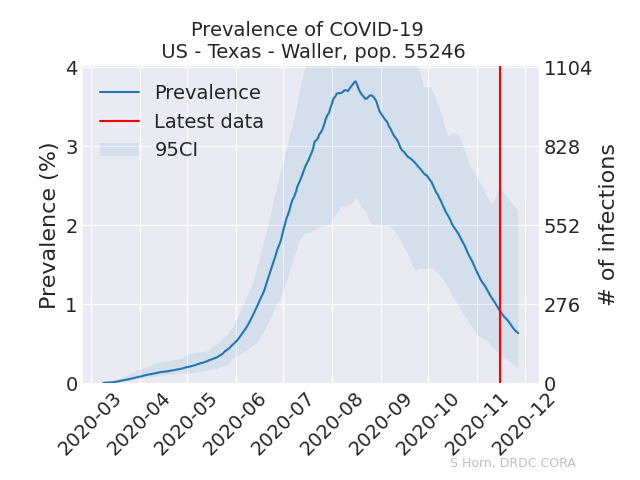 Prevalence of COVID-19
US - Texas - Waller, pop. 55246
Prevalence
Latest data
95CI
Prevalence (%)
4
3
2
1
0
# of infections
1104
828
552
276
0
2020-03
2020-04
2020-05
2020-06
2020-07
2020-08
2020-09
2020-10
2020-11
2020-12
S Horn, DRDC CORA